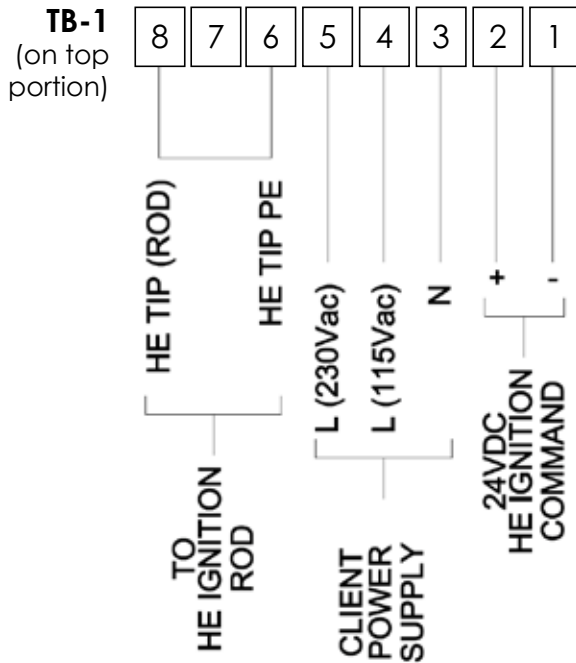 TB-1
(on top
portion)
8 7 6 5 4 3 2 1
HE TIP (ROD)
HE TIP PE
L (230Vac)
L (115Vac)
N
+
-
TO
HE IGNITION
ROD
CLIENT
POWER
SUPPLY
24VDC
HE IGNITION
COMMAND